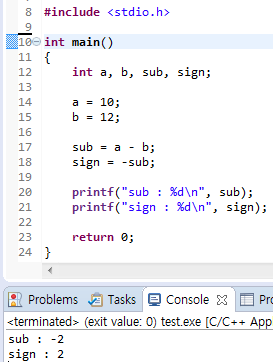 8 #include <stdio.h>
9
10 int main()
11 {
12     int a, b, sub, sign;
13
14     a = 10;
15     b = 12;
16
17     sub = a - b;
18     sign = -sub;
19
20     printf("sub : %d\n", sub);
21     printf("sign : %d\n", sign);
22
23     return 0;
24 }
Problems Tasks Console Pro
<terminated> (exit value: 0) test.exe [C/C++ App
sub : -2
sign : 2